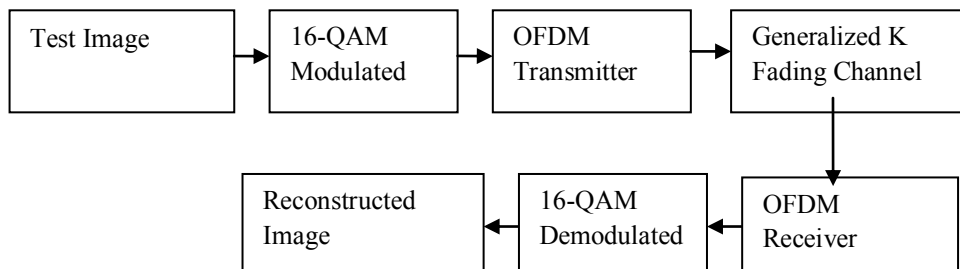 Test Image
16-QAM
Modulated
OFDM
Transmitter
Generalized K
Fading Channel
Reconstructed
Image
16-QAM
Demodulated
OFDM
Receiver